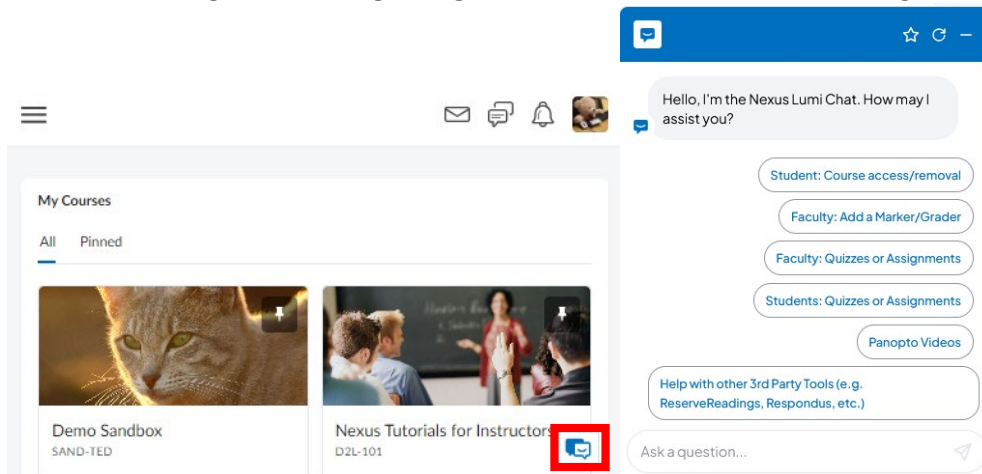 My Courses
All Pinned
Demo Sandbox
SAND-TED
Nexus Tutorials for Instructors
D2L-101
Hello, I'm the Nexus Lumi Chat. How may I
assist you?
Student: Course access/removal
Faculty: Add a Marker/Grader
Faculty: Quizzes or Assignments
Students: Quizzes or Assignments
Panopto Videos
Help with other 3rd Party Tools (e.g.
ReserveReadings, Respondus, etc.)
Ask a question...